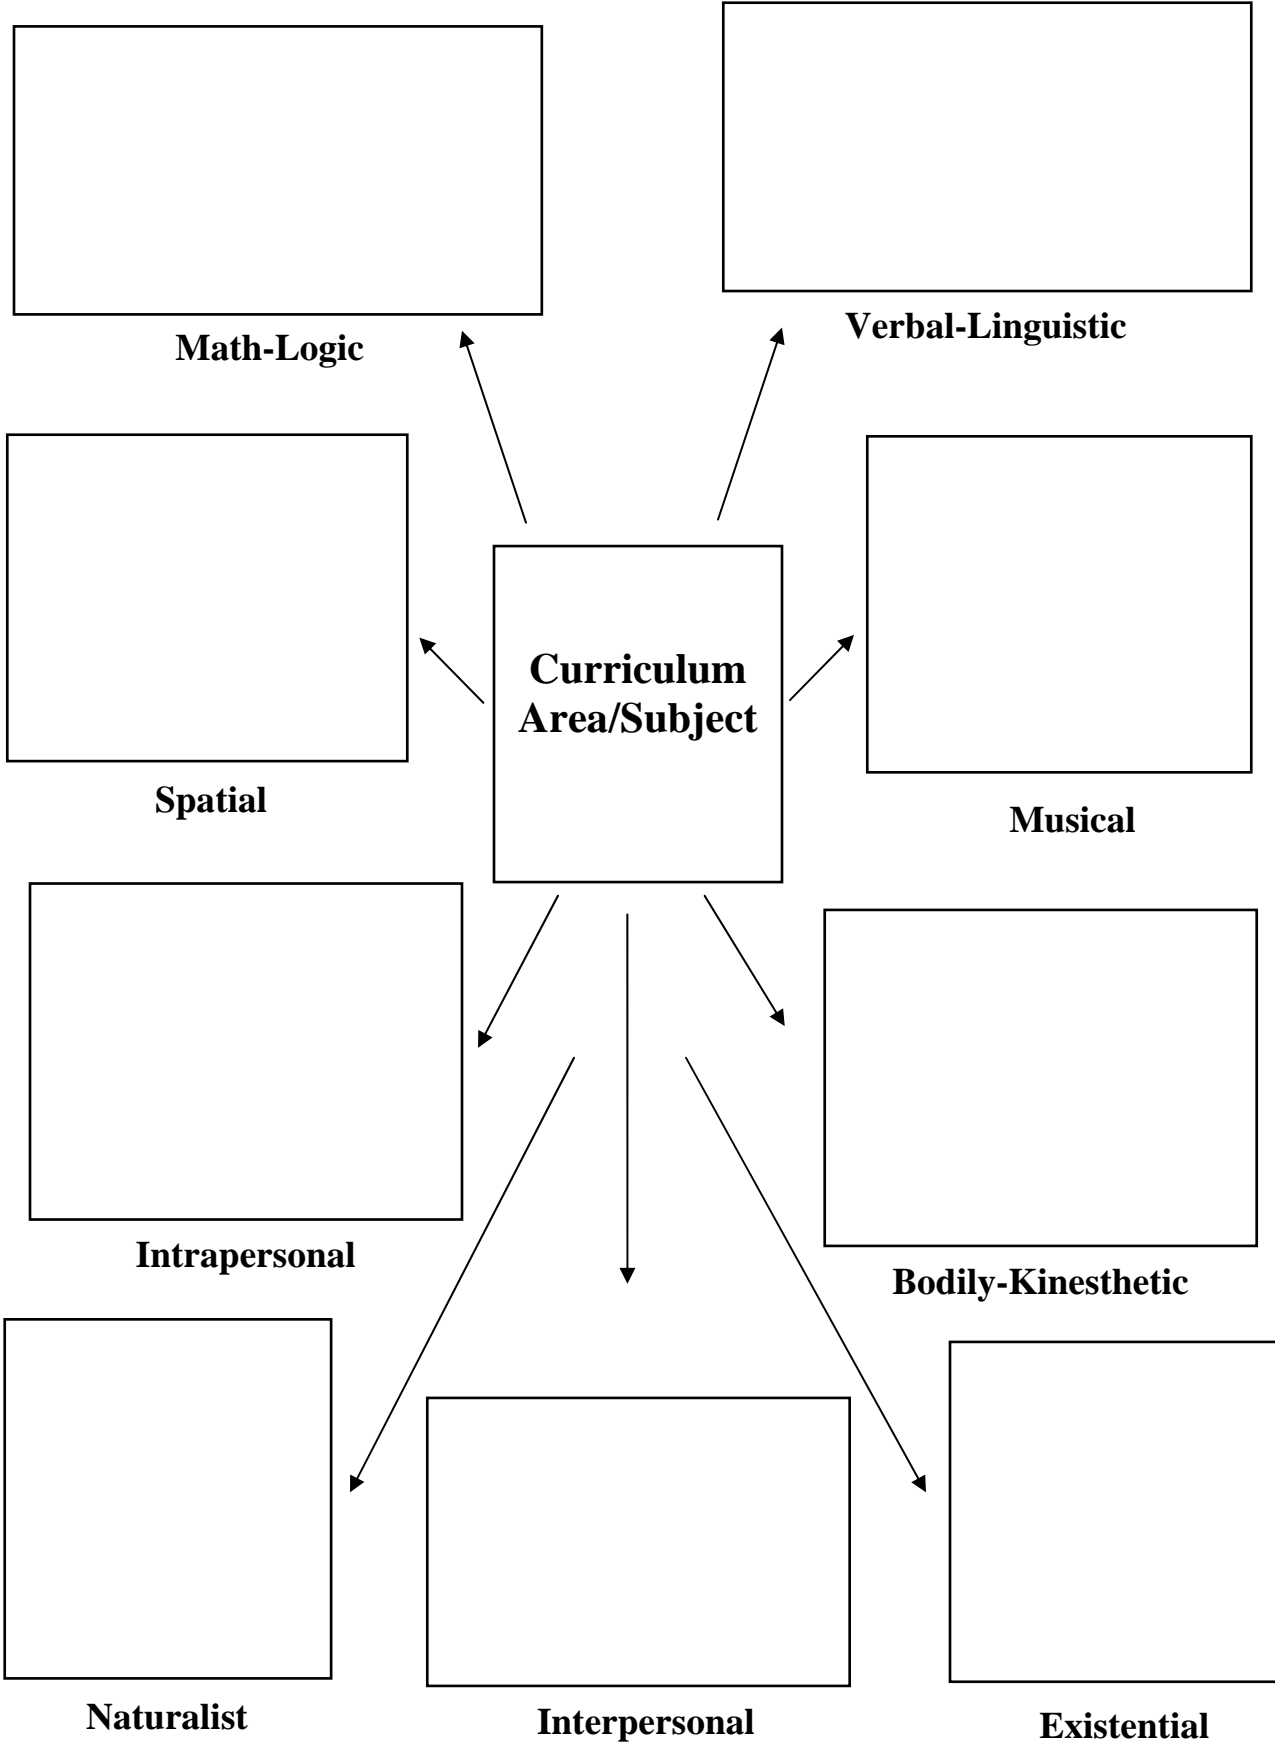 Math-Logic
Verbal-Linguistic
Curriculum
Area/Subject
Spatial
Musical
Intrapersonal
Bodily-Kinesthetic
Naturalist
Interpersonal
Existential